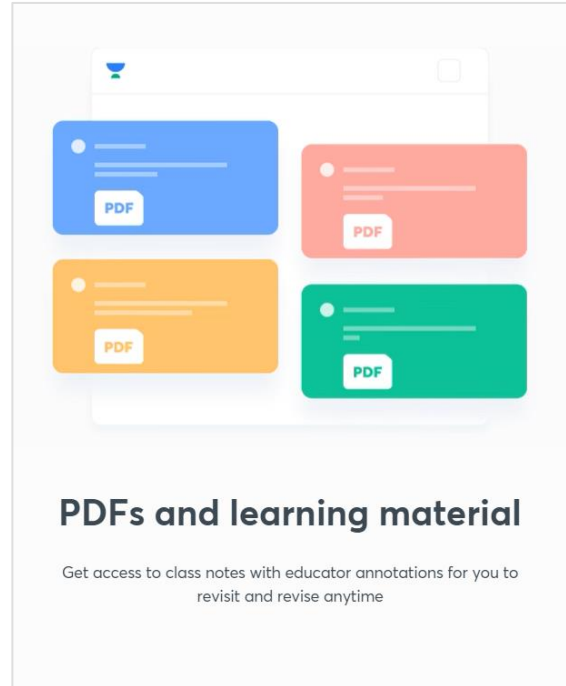 PDF
PDF
PDF
PDF
PDFs and learning material
Get access to class notes with educator annotations for you to
revisit and revise anytime